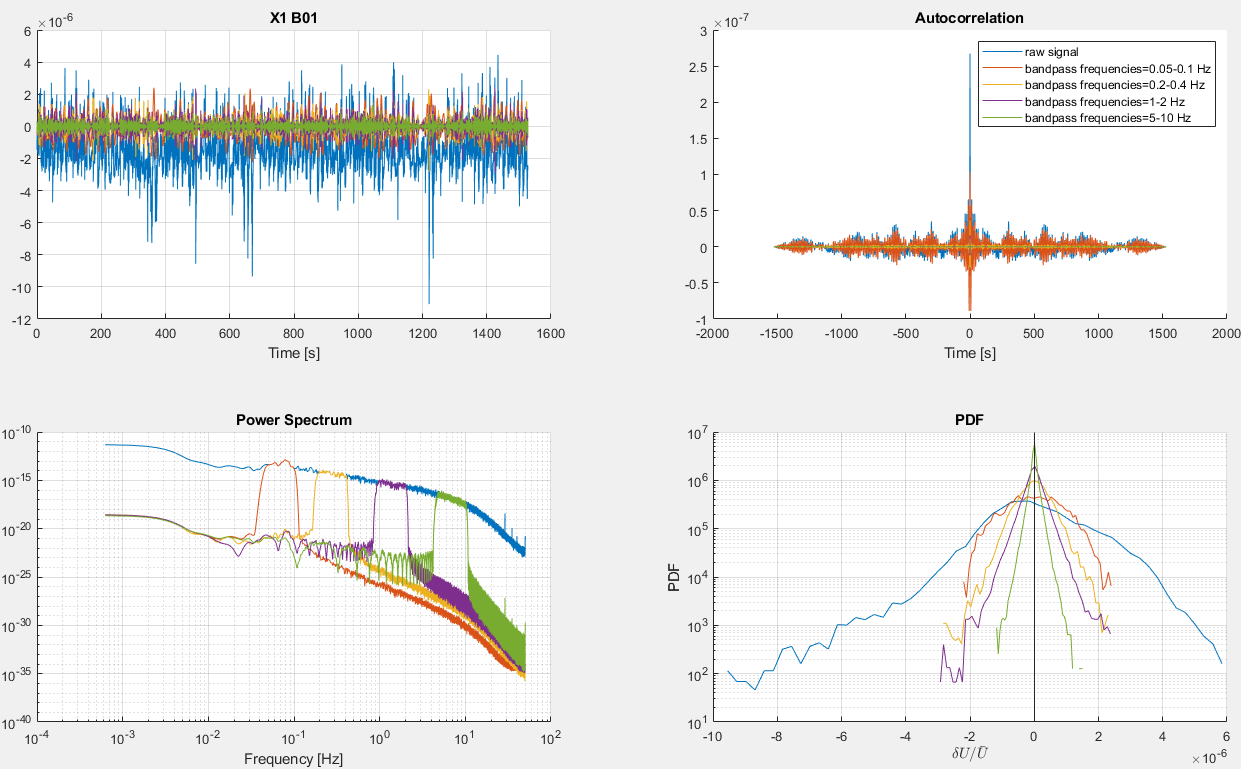 X1 B01
×10⁻⁶
6
4
2
0
-2
-4
-6
-8
-10
-12
0 200 400 600 800 1000 1200 1400 1600
Time [s]
Autocorrelation
×10⁻⁷
3
2.5
2
1.5
1
0.5
0
-0.5
-1
raw signal
bandpass frequencies=0.05-0.1 Hz
bandpass frequencies=0.2-0.4 Hz
bandpass frequencies=1-2 Hz
bandpass frequencies=5-10 Hz
-2000 -1500 -1000 -500 0 500 1000 1500 2000
Time [s]
Power Spectrum
10⁻¹⁰
10⁻¹⁵
10⁻²⁰
10⁻²⁵
10⁻³⁰
10⁻³⁵
10⁻⁴⁰
10⁻⁴ 10⁻³ 10⁻² 10⁻¹ 10⁰ 10¹ 10²
Frequency [Hz]
PDF
10⁷
10⁶
10⁵
10⁴
10³
10²
10¹
PDF
-10 -8 -6 -4 -2 0 2 4 6
δU/Ū
×10⁻⁶